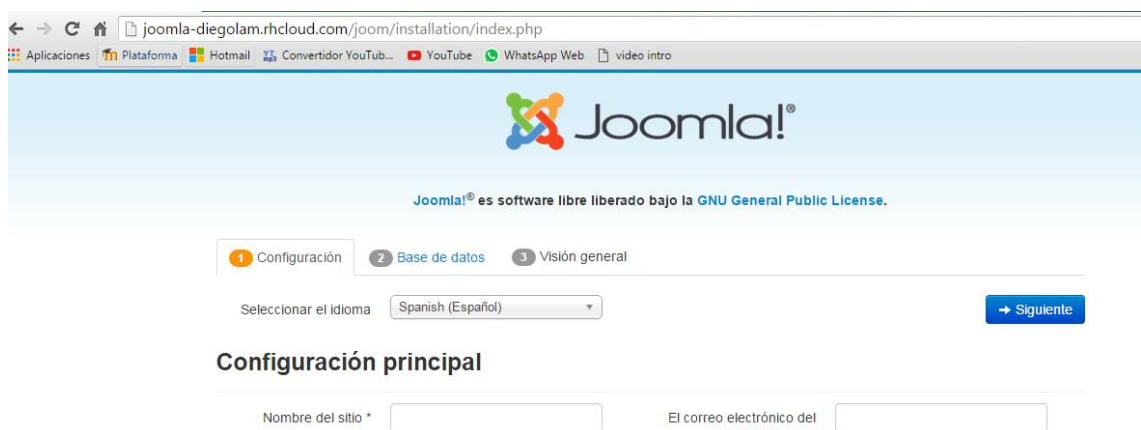 joomla-diegolam.rhcloud.com/joom/installation/index.php
Aplicaciones Plataforma Hotmail Convertidor YouTub... YouTube WhatsApp Web video intro
Joomla!®
Joomla!® es software libre liberado bajo la GNU General Public License.
1 Configuración 2 Base de datos 3 Visión general
Seleccionar el idioma Spanish (Español) Siguiente
Configuración principal
Nombre del sitio * El correo electrónico del